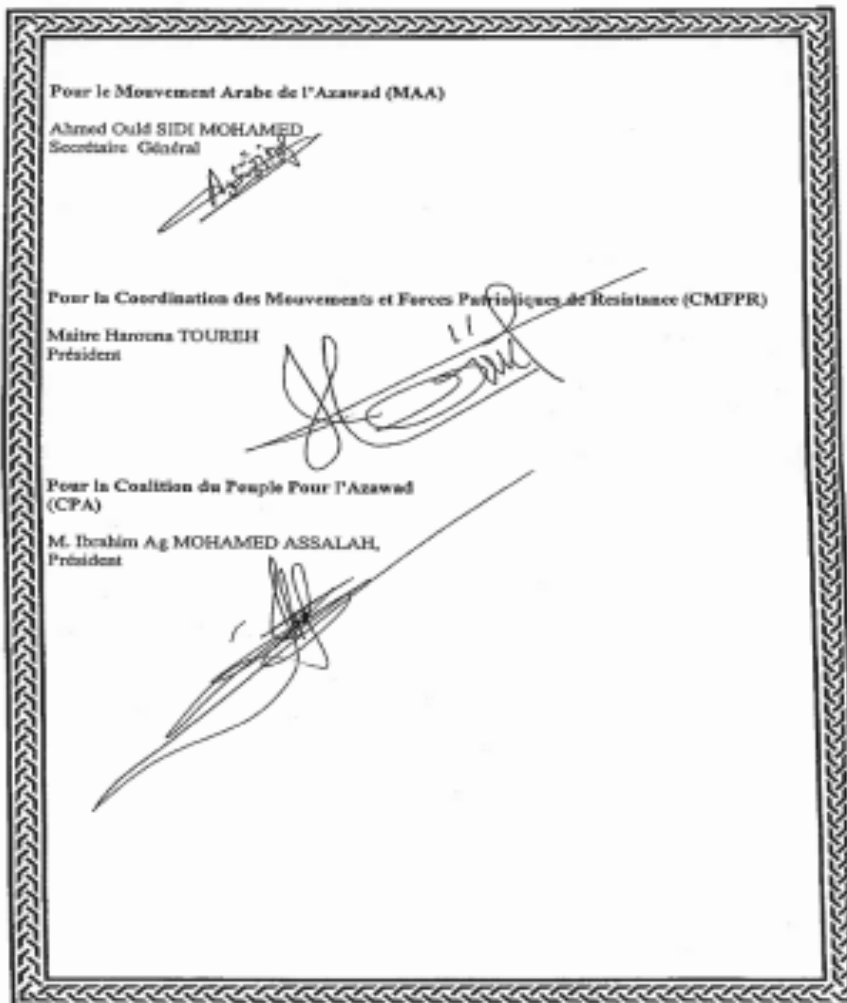 Pour le Mouvement Arabe de l'Azawad (MAA)
Ahmed Ould SIDI MOHAMED
Secrétaire Général
Pour la Coordination des Mouvements et Forces Patriotiques de Resistance (CMFPR)
Maitre Harouna TOUREH
Président
Pour la Coalition du Peuple Pour l'Azawad
(CPA)
M. Ibrahim Ag MOHAMED ASSALAH,
Président